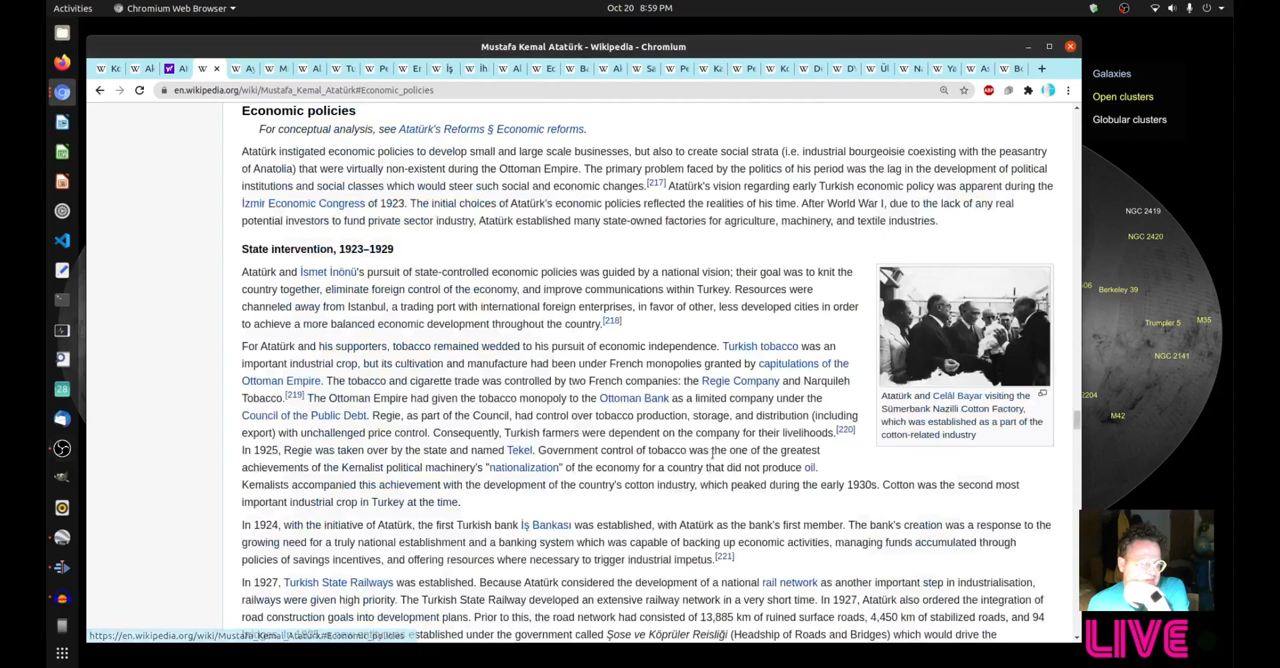 Activities
Chromium Web Browser
Oct 20 8:59 PM
Mustafa Kemal Atatürk - Wikipedia - Chromium
en.wikipedia.org/wiki/Mustafa_Kemal_Atatürk#Economic_policies
Galaxies
Open clusters
Globular clusters
Economic policies
For conceptual analysis, see Atatürk's Reforms § Economic reforms.
Atatürk instigated economic policies to develop small and large scale businesses, but also to create social strata (i.e. industrial bourgeoisie coexisting with the peasantry
of Anatolia) that were virtually non-existent during the Ottoman Empire. The primary problem faced by the politics of his period was the lag in the development of political
institutions and social classes which would steer such social and economic changes.[217] Atatürk's vision regarding early Turkish economic policy was apparent during the
İzmir Economic Congress of 1923. The initial choices of Atatürk's economic policies reflected the realities of his time. After World War I, due to the lack of any real
potential investors to fund private sector industry, Atatürk established many state-owned factories for agriculture, machinery, and textile industries.
State intervention, 1923–1929
Atatürk and İsmet İnönü's pursuit of state-controlled economic policies was guided by a national vision; their goal was to knit the
country together, eliminate foreign control of the economy, and improve communications within Turkey. Resources were
channeled away from Istanbul, a trading port with international foreign enterprises, in favor of other, less developed cities in order
to achieve a more balanced economic development throughout the country.[218]
For Atatürk and his supporters, tobacco remained wedded to his pursuit of economic independence. Turkish tobacco was an
important industrial crop, but its cultivation and manufacture had been under French monopolies granted by capitulations of the
Ottoman Empire. The tobacco and cigarette trade was controlled by two French companies: the Regie Company and Narquileh
Tobacco.[219] The Ottoman Empire had given the tobacco monopoly to the Ottoman Bank as a limited company under the
Council of the Public Debt. Regie, as part of the Council, had control over tobacco production, storage, and distribution (including
export) with unchallenged price control. Consequently, Turkish farmers were dependent on the company for their livelihoods.[220]
In 1925, Regie was taken over by the state and named Tekel. Government control of tobacco was the one of the greatest
achievements of the Kemalist political machinery's "nationalization" of the economy for a country that did not produce oil.
Kemalists accompanied this achievement with the development of the country's cotton industry, which peaked during the early 1930s. Cotton was the second most
important industrial crop in Turkey at the time.
Atatürk and Celâl Bayar visiting the
Sümerbank Nazilli Cotton Factory,
which was established as a part of the
cotton-related industry
In 1924, with the initiative of Atatürk, the first Turkish bank İş Bankası was established, with Atatürk as the bank's first member. The bank's creation was a response to the
growing need for a truly national establishment and a banking system which was capable of backing up economic activities, managing funds accumulated through
policies of savings incentives, and offering resources where necessary to trigger industrial impetus.[221]
In 1927, Turkish State Railways was established. Because Atatürk considered the development of a national rail network as another important step in industrialisation,
railways were given high priority. The Turkish State Railway developed an extensive railway network in a very short time. In 1927, Atatürk also ordered the integration of
road construction goals into development plans. Prior to this, the road network had consisted of 13,885 km of ruined surface roads, 4,450 km of stabilized roads, and 94
established under the government called Şose ve Köprüler Reisliği (Headship of Roads and Bridges) which would drive the
NGC 2419
NGC 2420
Berkeley 39
Trumpler 5
M35
NGC 2141
2204
M42
28
LIVE